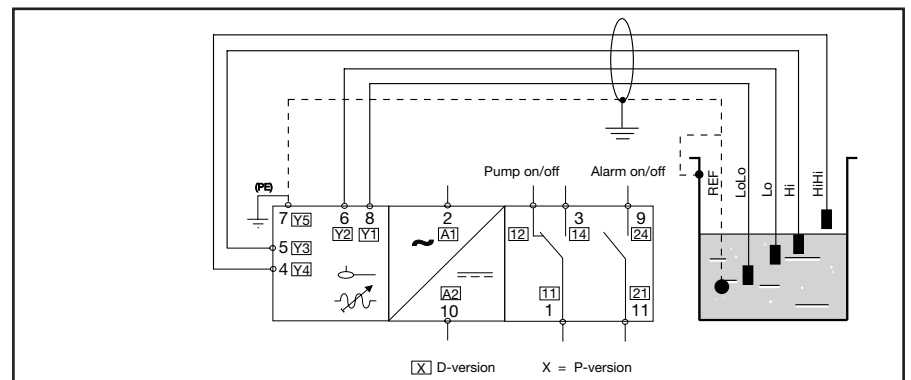 Pump on/off
Alarm on/off
REF
LoLo
Lo
Hi
HiHi
(PE)
7 Y5
6
8
2
3
9
Y2
Y1
A1
12
14
24
5 Y3
4 Y4
~
A2
11
21
10
1
11
X D-version
X = P-version